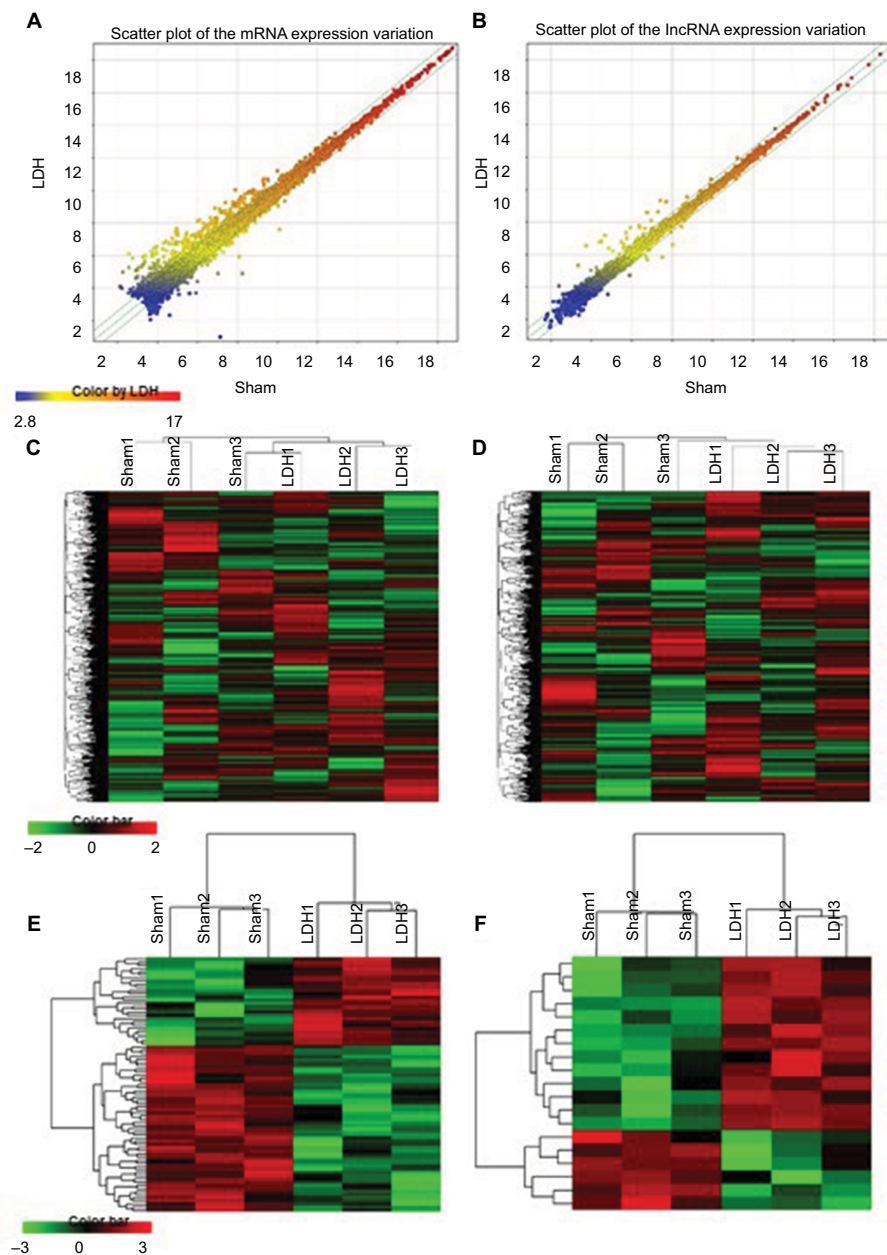 A
Scatter plot of the mRNA expression variation
LDH
18
16
14
12
10
8
6
4
2
2 4 6 8 10 12 14 16 18
Sham
Color by LDH
2.8 17
B
Scatter plot of the lncRNA expression variation
LDH
18
16
14
12
10
8
6
4
2
2 4 6 8 10 12 14 16 18
Sham
C
Sham1 Sham2 Sham3 LDH1 LDH2 LDH3
Color bar
–2 0 2
D
Sham1 Sham2 Sham3 LDH1 LDH2 LDH3
E
Sham1 Sham2 Sham3 LDH1 LDH2 LDH3
Color bar
–3 0 3
F
Sham1 Sham2 Sham3 LDH1 LDH2 LDH3